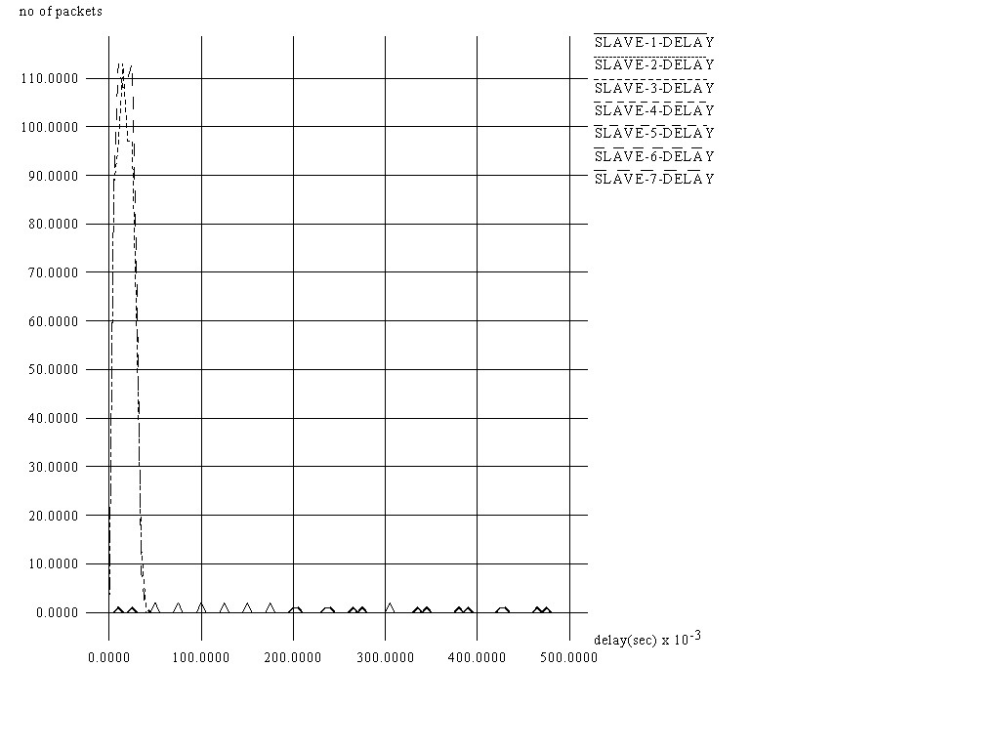 no of packets
SLAVE-1-DELAY
SLAVE-2-DELAY
SLAVE-3-DELAY
SLAVE-4-DELAY
SLAVE-5-DELAY
SLAVE-6-DELAY
SLAVE-7-DELAY
110.0000
100.0000
90.0000
80.0000
70.0000
60.0000
50.0000
40.0000
30.0000
20.0000
10.0000
0.0000
delay(sec) x 10-3
0.0000 100.0000 200.0000 300.0000 400.0000 500.0000